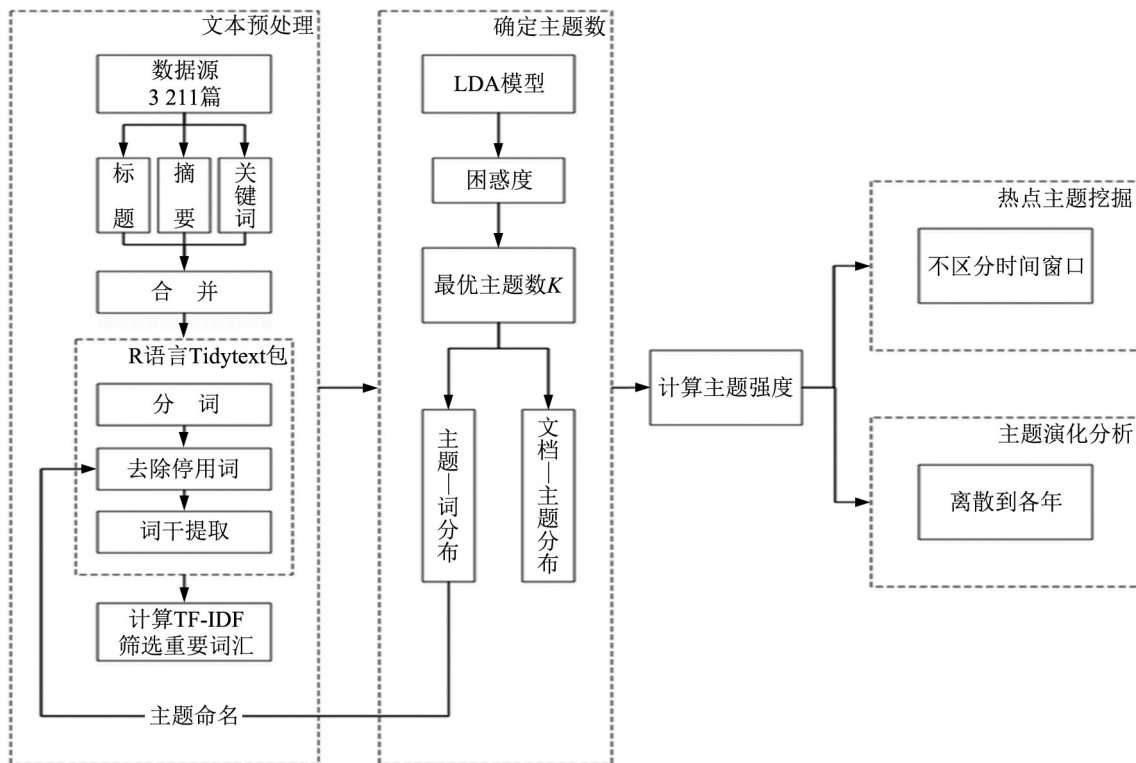 文本预处理
数据源
3 211篇
标题
摘要
关键词
合 并
R语言Tidytext包
分 词
去除停用词
词干提取
计算TF-IDF
筛选重要词汇
主题命名
确定主题数
LDA模型
困惑度
最优主题数K
主题—词分布
文档—主题分布
计算主题强度
热点主题挖掘
不区分时间窗口
主题演化分析
离散到各年